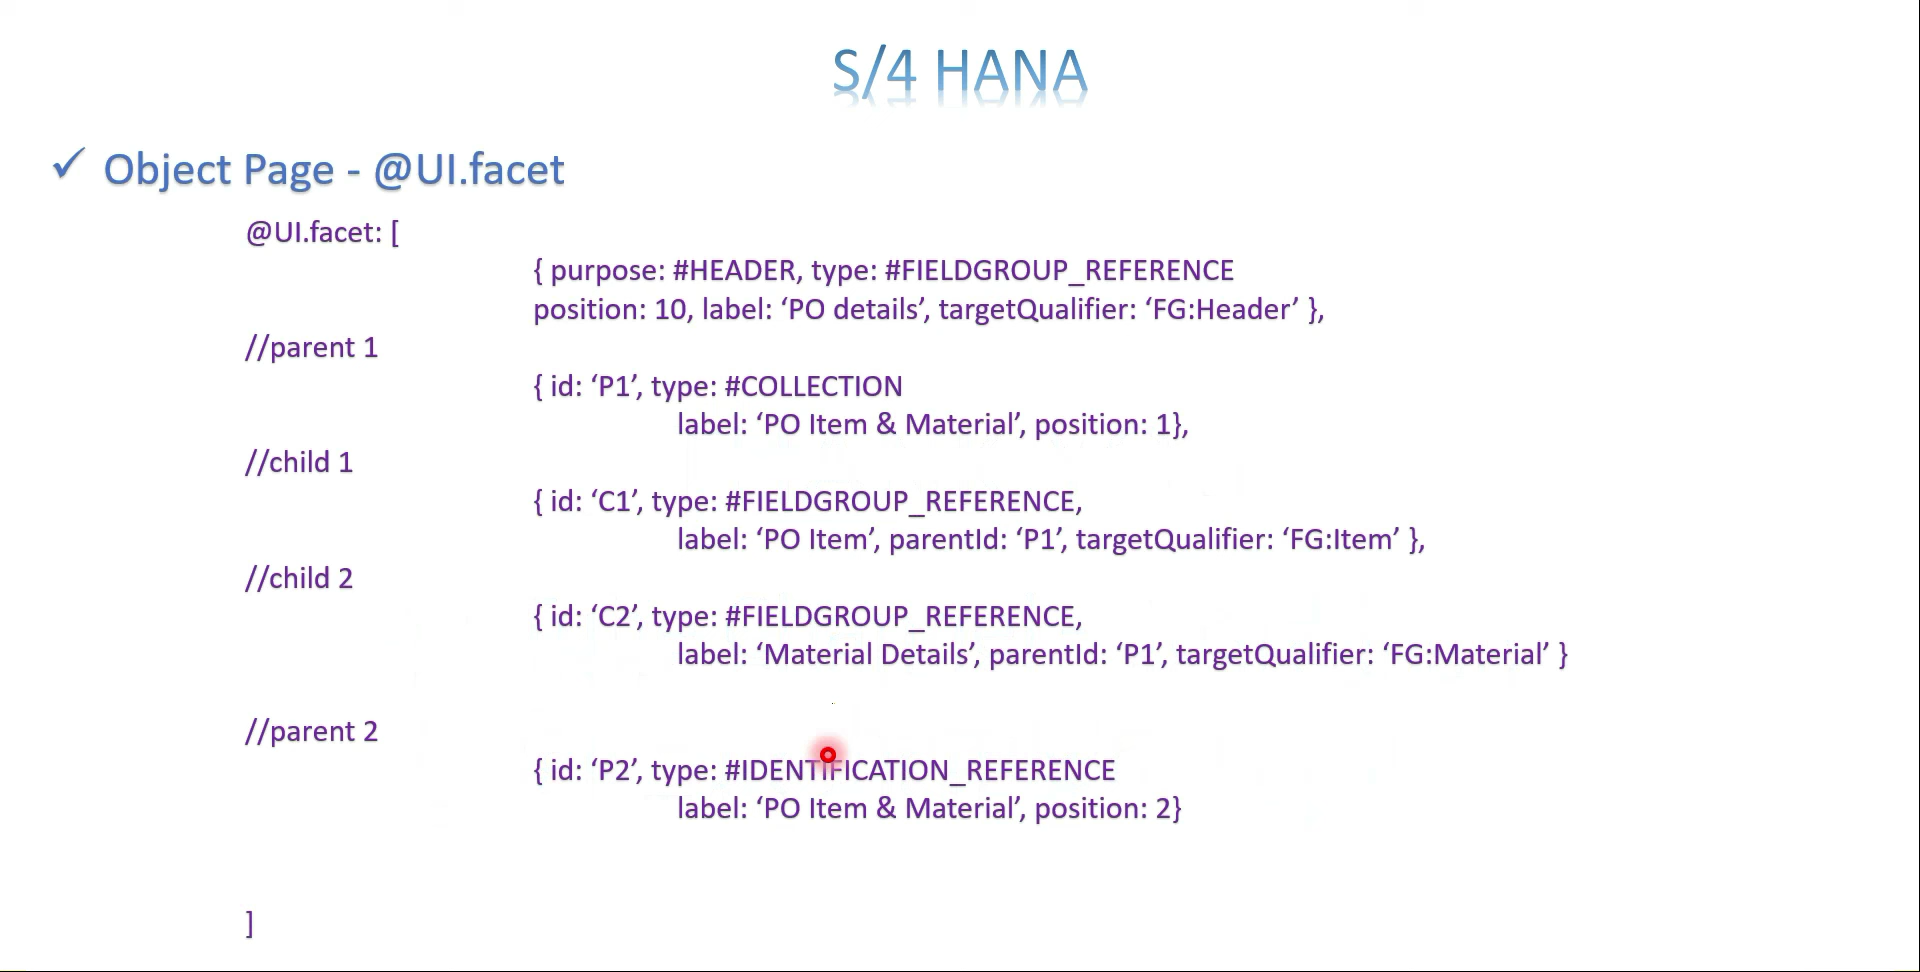 S/4 HANA
✓ Object Page - @UI.facet
@UI.facet: [
{ purpose: #HEADER, type: #FIELDGROUP_REFERENCE
position: 10, label: ‘PO details’, targetQualifier: ‘FG:Header’ },
//parent 1
{ id: ‘P1’, type: #COLLECTION
label: ‘PO Item & Material’, position: 1},
//child 1
{ id: ‘C1’, type: #FIELDGROUP_REFERENCE,
label: ‘PO Item’, parentId: ‘P1’, targetQualifier: ‘FG:Item’ },
//child 2
{ id: ‘C2’, type: #FIELDGROUP_REFERENCE,
label: ‘Material Details’, parentId: ‘P1’, targetQualifier: ‘FG:Material’ }
//parent 2
{ id: ‘P2’, type: #IDENTIFICATION_REFERENCE
label: ‘PO Item & Material’, position: 2}
]